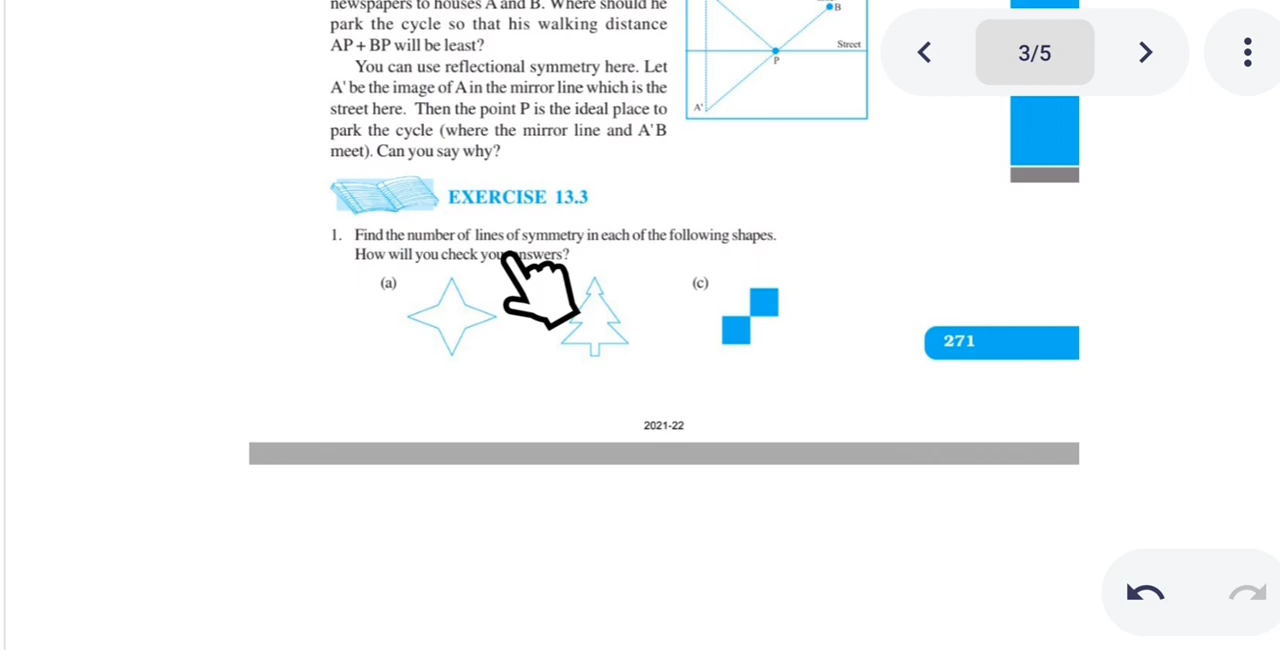 newspapers to houses A and B. Where should he
park the cycle so that his walking distance
AP + BP will be least?
You can use reflectional symmetry here. Let
A' be the image of A in the mirror line which is the
street here. Then the point P is the ideal place to
park the cycle (where the mirror line and A'B
meet). Can you say why?
B
Street
P
A'
3/5
EXERCISE 13.3
1. Find the number of lines of symmetry in each of the following shapes.
How will you check
(a)
(c)
271
2021-22